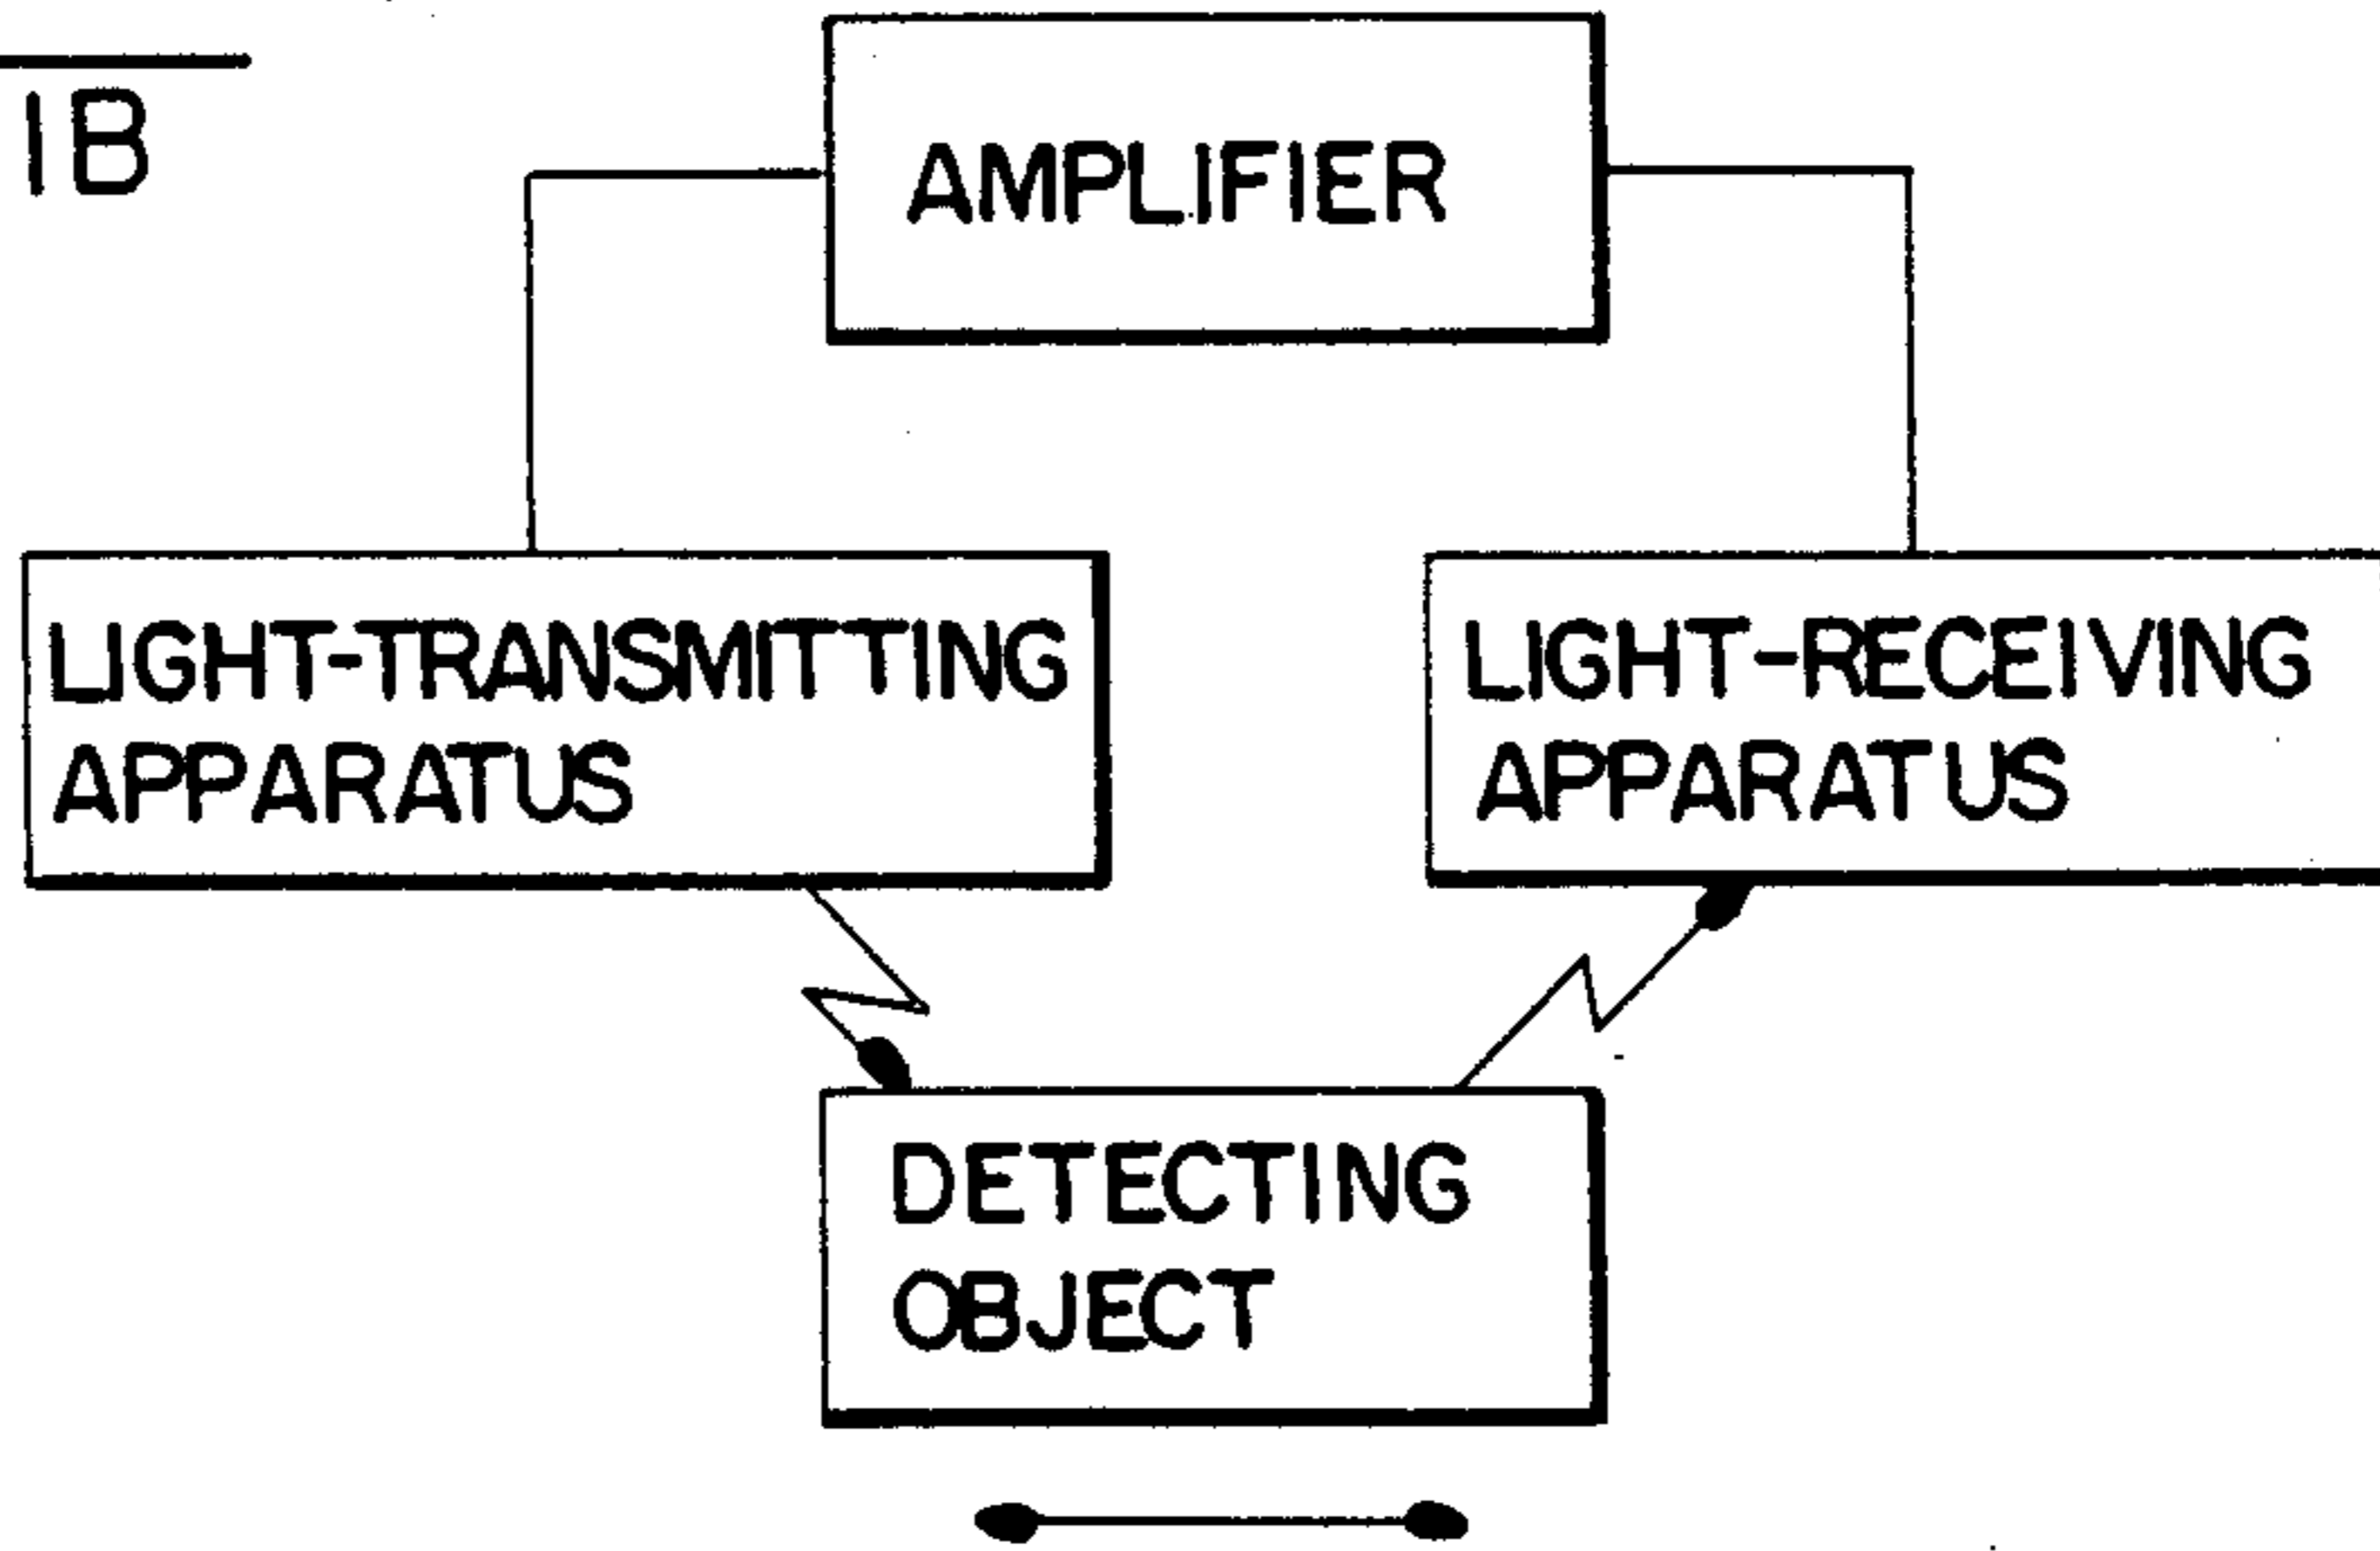 1B
AMPLIFIER
LIGHT-TRANSMITTING
APPARATUS
LIGHT-RECEIVING
APPARATUS
DETECTING
OBJECT